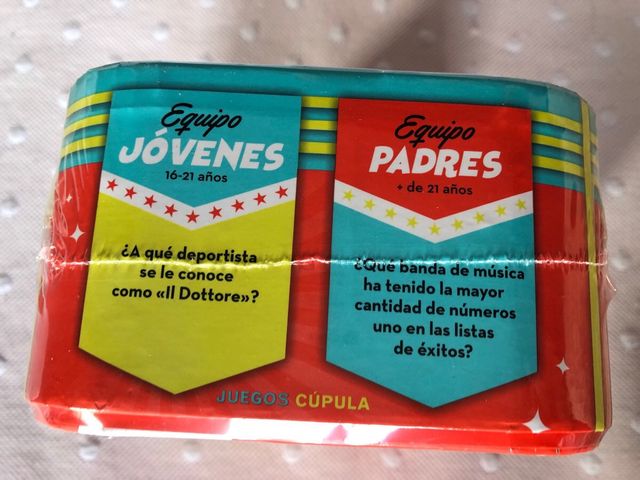 Equipo
JÓVENES
16-21 años
¿A qué deportista
se le conoce
como «Il Dottore»?
Equipo
PADRES
+ de 21 años
¿Qué banda de música
ha tenido la mayor
cantidad de números
uno en las listas
de éxitos?
JUEGOS CÚPULA